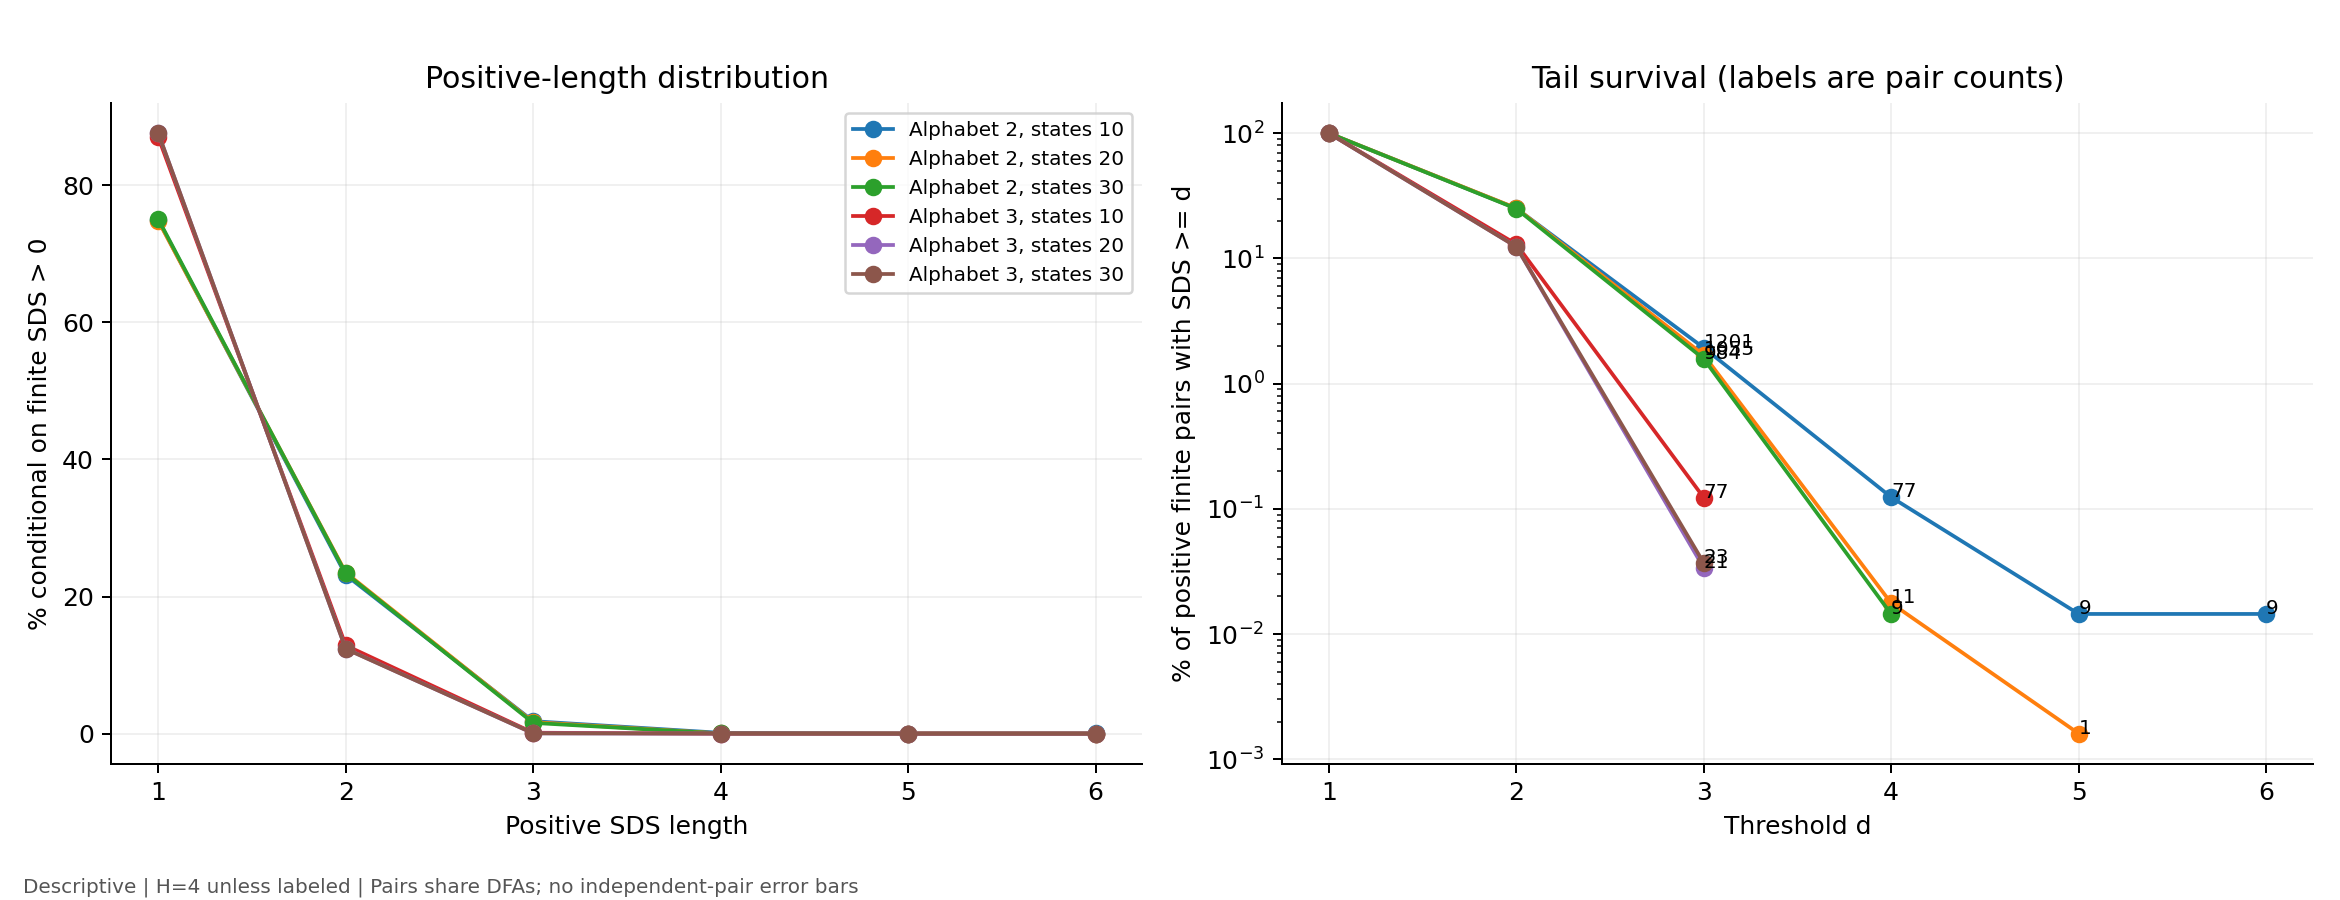 Positive-length distribution
% conditional on finite SDS > 0
80
60
40
20
0
1 2 3 4 5 6
Positive SDS length
Alphabet 2, states 10
Alphabet 2, states 20
Alphabet 2, states 30
Alphabet 3, states 10
Alphabet 3, states 20
Alphabet 3, states 30
Tail survival (labels are pair counts)
% of positive finite pairs with SDS >= d
10²
10¹
10⁰
10⁻¹
10⁻²
10⁻³
1201
984
77
23
21
77
11
9
9
1
9
1 2 3 4 5 6
Threshold d
Descriptive | H=4 unless labeled | Pairs share DFAs; no independent-pair error bars